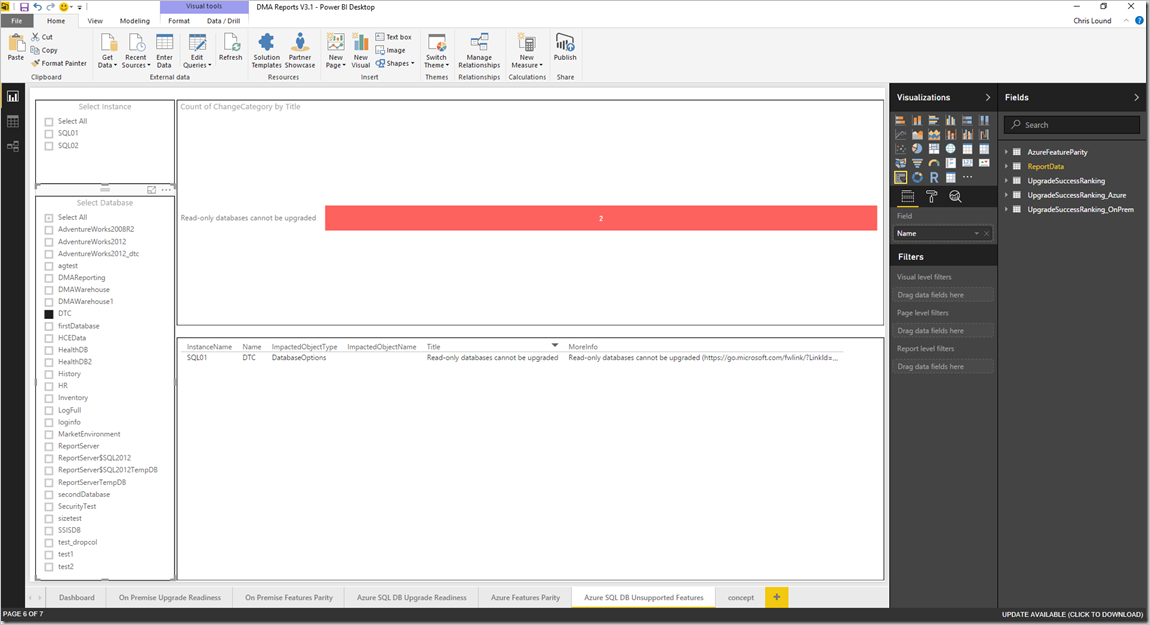 Visual tools
DMA Reports V3.1 - Power BI Desktop
File
Home
View
Modeling
Format
Data / Drill
Chris Lound
Paste
Cut
Copy
Format Painter
Clipboard
Get Data
Recent Sources
Enter Data
Edit Queries
Refresh
External data
Solution Templates
Partner Showcase
Resources
New Page
New Visual
Text box
Image
Shapes
Insert
Switch Theme
Themes
Manage Relationships
Relationships
New Measure
Calculations
Publish
Share
Select Instance
Select All
SQL01
SQL02
Select Database
Select All
AdventureWorks2008R2
AdventureWorks2012
AdventureWorks2012_dtc
agtest
DMAReporting
DMAWarehouse
DMAWarehouse1
DTC
firstDatabase
HCEData
HealthDB
HealthDB2
History
HR
Inventory
LogFull
loginfo
MarketEnvironment
ReportServer
ReportServer$SQL2012
ReportServer$SQL2012TempDB
ReportServerTempDB
secondDatabase
SecurityTest
sizetest
SSISDB
test_dropcol
test1
test2
Count of ChangeCategory by Title
Read-only databases cannot be upgraded
2
InstanceName Name ImpactedObjectType ImpactedObjectName Title MoreInfo
SQL01 DTC DatabaseOptions Read-only databases cannot be upgraded Read-only databases cannot be upgraded (https://go.microsoft.com/fwlink/?LinkId=...
Visualizations
R
Field
Name
Filters
Visual level filters
Drag data fields here
Page level filters
Drag data fields here
Report level filters
Drag data fields here
Fields
Search
AzureFeatureParity
ReportData
UpgradeSuccessRanking
UpgradeSuccessRanking_Azure
UpgradeSuccessRanking_OnPrem
Dashboard
On Premise Upgrade Readiness
On Premise Features Parity
Azure SQL DB Upgrade Readiness
Azure Features Parity
Azure SQL DB Unsupported Features
concept
+
PAGE 6 OF 7
UPDATE AVAILABLE (CLICK TO DOWNLOAD)